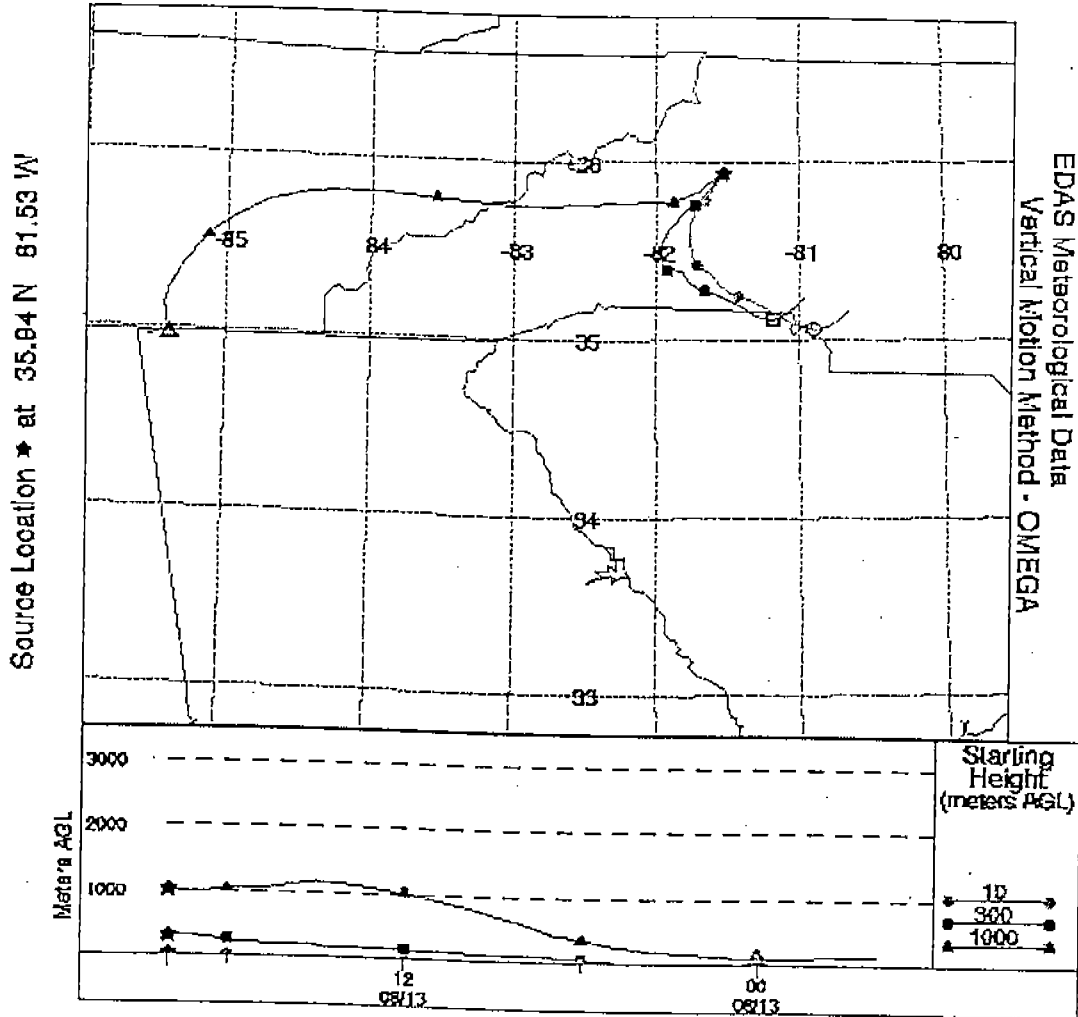 Source Location ★ at 35.94 N 81.53 W
EDAS Meteorological Data
Vertical Motion Method - OMEGA
-85
84
-83
-82
-81
80
35
34
33
Meters AGL
3000
2000
1000
12
08/13
00
08/13
Starting
Height
(meters AGL)
10
300
1000